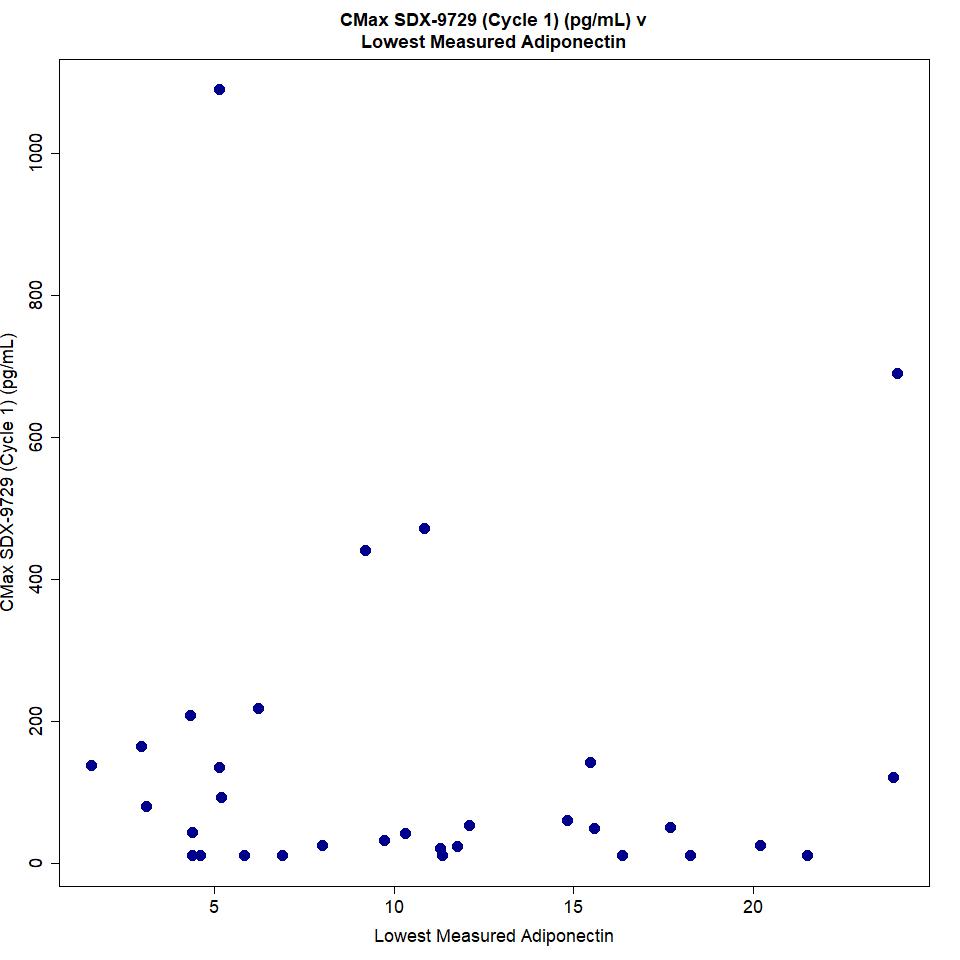 CMax SDX-9729 (Cycle 1) (pg/mL) v
Lowest Measured Adiponectin
CMax SDX-9729 (Cycle 1) (pg/mL)
1000
800
600
400
200
0
5
10
15
20
Lowest Measured Adiponectin